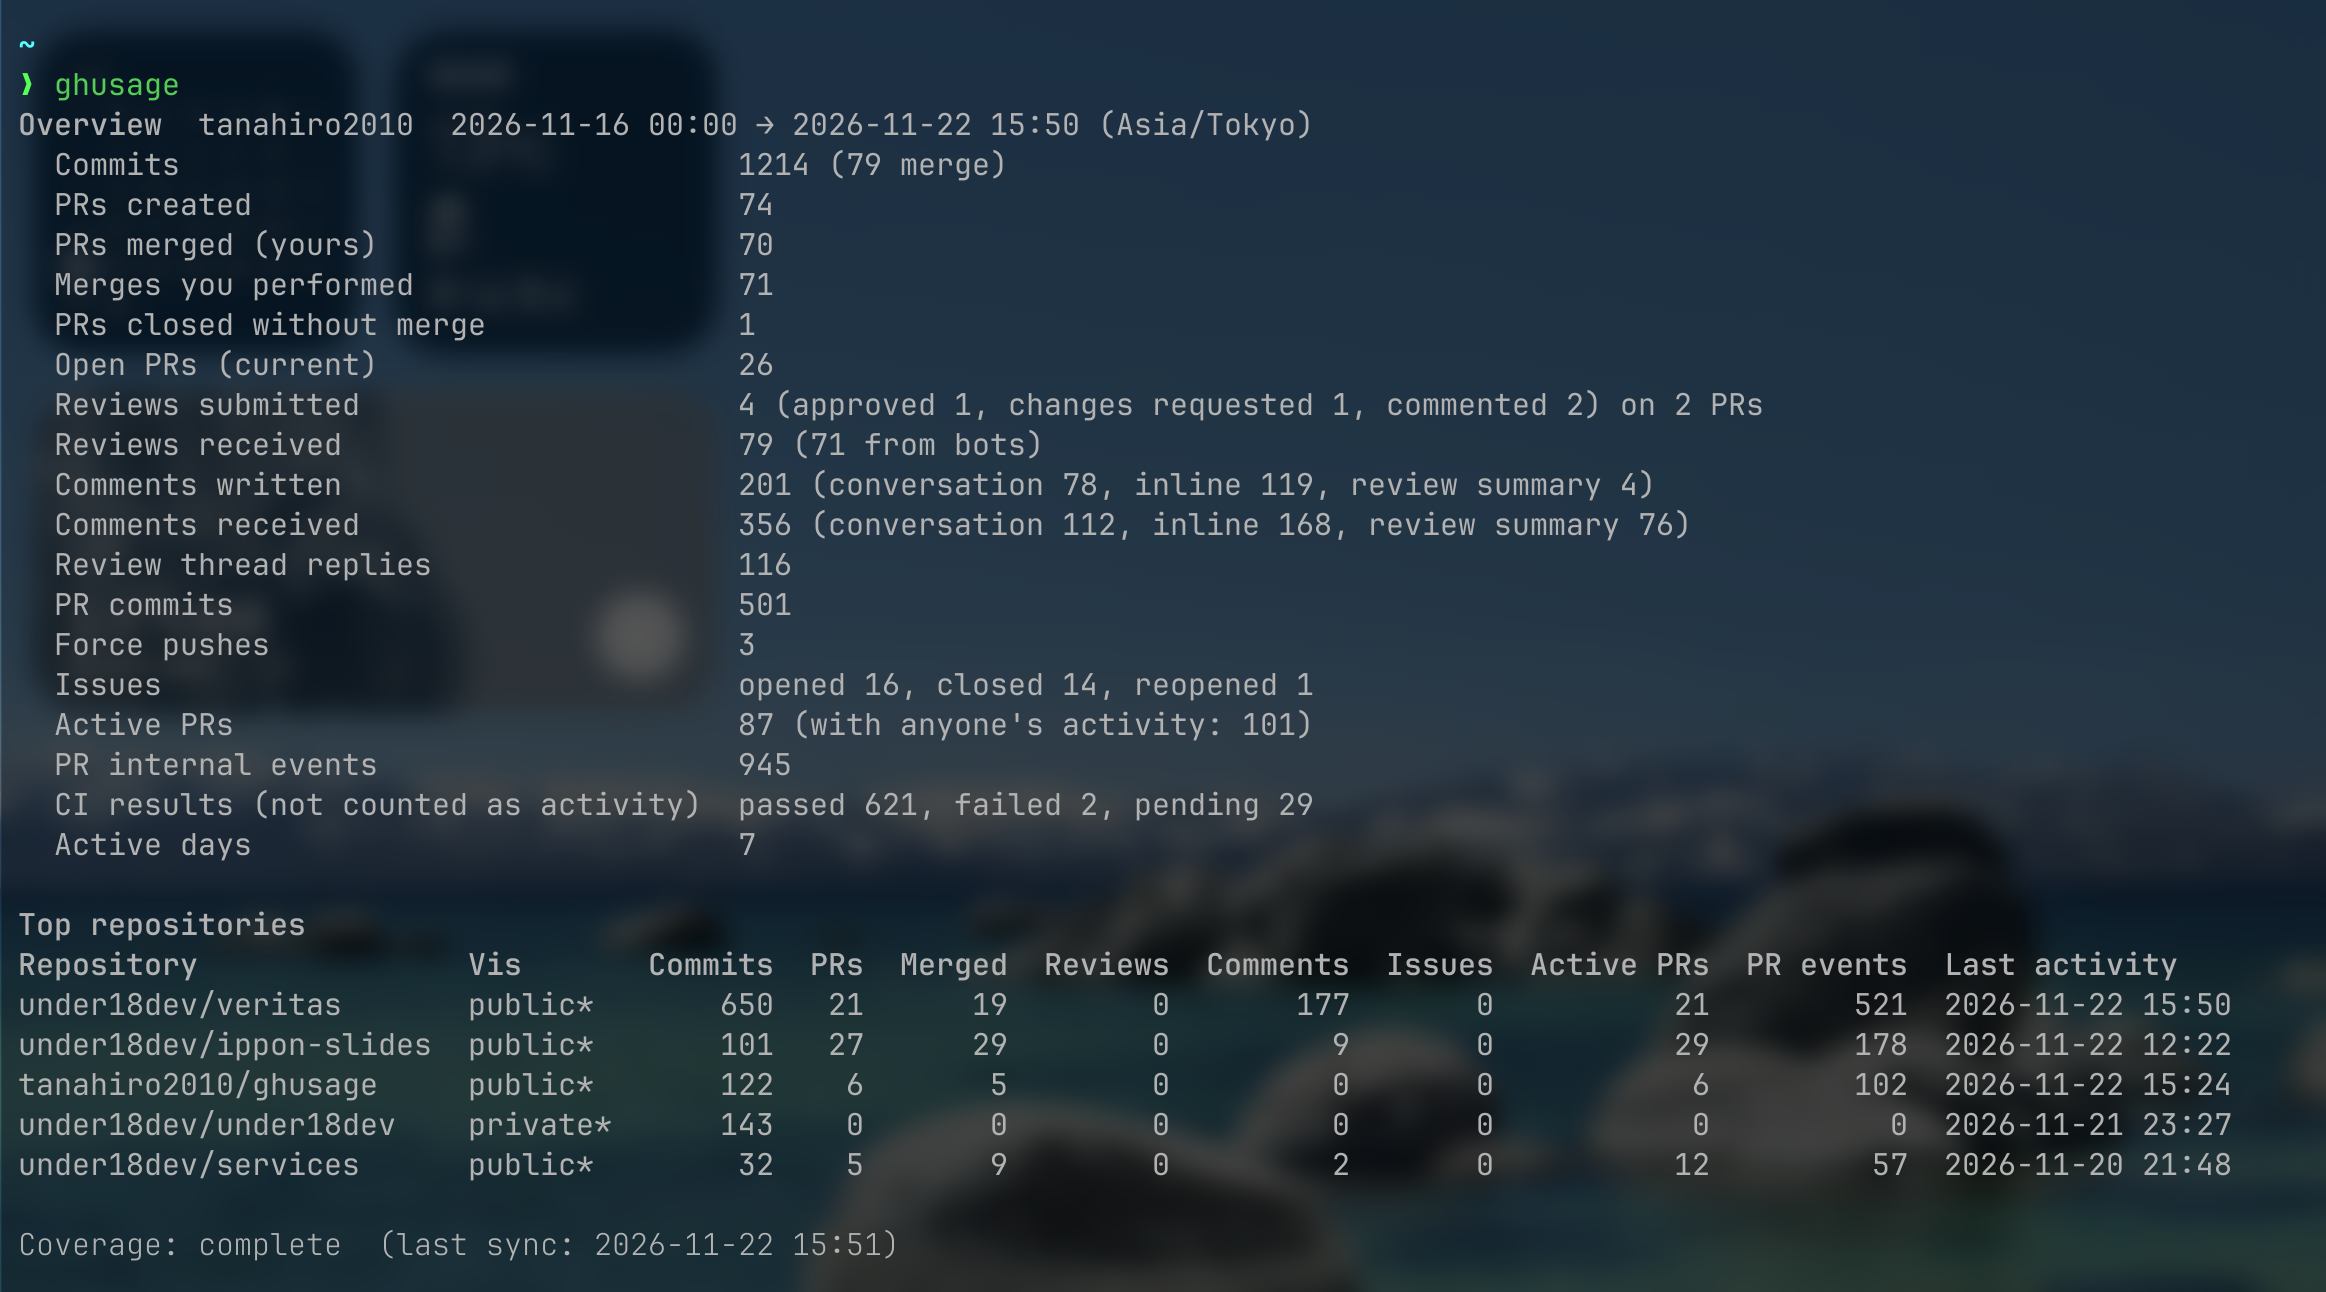 ~
❯ ghusage
Overview  tanahiro2010  2026-11-16 00:00 → 2026-11-22 15:50 (Asia/Tokyo)
  Commits                               1214 (79 merge)
  PRs created                           74
  PRs merged (yours)                    70
  Merges you performed                  71
  PRs closed without merge              1
  Open PRs (current)                    26
  Reviews submitted                     4 (approved 1, changes requested 1, commented 2) on 2 PRs
  Reviews received                      79 (71 from bots)
  Comments written                      201 (conversation 78, inline 119, review summary 4)
  Comments received                     356 (conversation 112, inline 168, review summary 76)
  Review thread replies                 116
  PR commits                            501
  Force pushes                          3
  Issues                                opened 16, closed 14, reopened 1
  Active PRs                            87 (with anyone's activity: 101)
  PR internal events                    945
  CI results (not counted as activity)  passed 621, failed 2, pending 29
  Active days                           7

Top repositories
Repository               Vis       Commits  PRs  Merged  Reviews  Comments  Issues  Active PRs  PR events  Last activity
under18dev/veritas       public*       650   21      19        0       177       0          21        521  2026-11-22 15:50
under18dev/ippon-slides  public*       101   27      29        0         9       0          29        178  2026-11-22 12:22
tanahiro2010/ghusage     public*       122    6       5        0         0       0           6        102  2026-11-22 15:24
under18dev/under18dev    private*      143    0       0        0         0       0           0          0  2026-11-21 23:27
under18dev/services      public*        32    5       9        0         2       0          12         57  2026-11-20 21:48

Coverage: complete  (last sync: 2026-11-22 15:51)